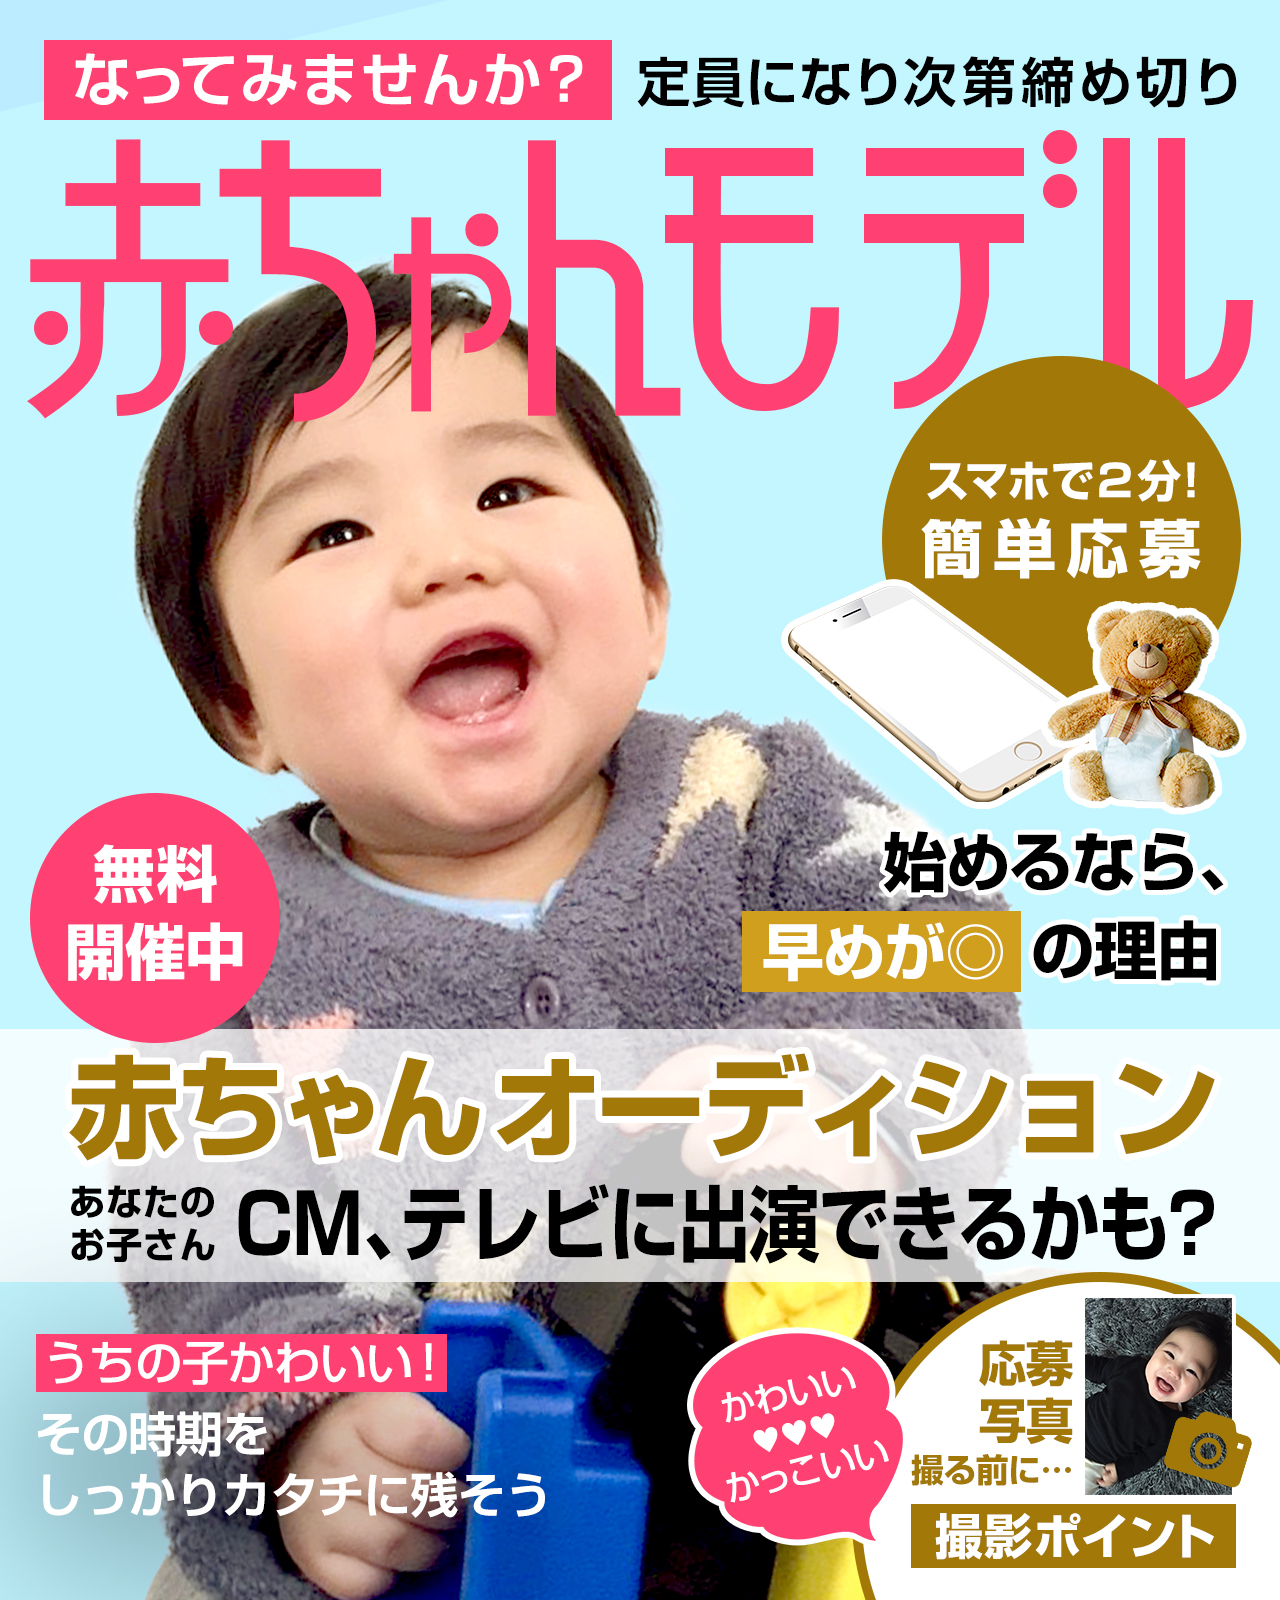 なってみませんか?
定員になり次第締め切り
赤ちゃんモデル
スマホで2分!
簡単応募
始めるなら、
早めが◎の理由
無料
開催中
赤ちゃんオーディション
あなたの
お子さん
CM、テレビに出演できるかも?
うちの子かわいい!
その時期を
しっかりカタチに残そう
かわいい
♥♥♥
かっこいい
応募
写真
撮る前に…
撮影ポイント